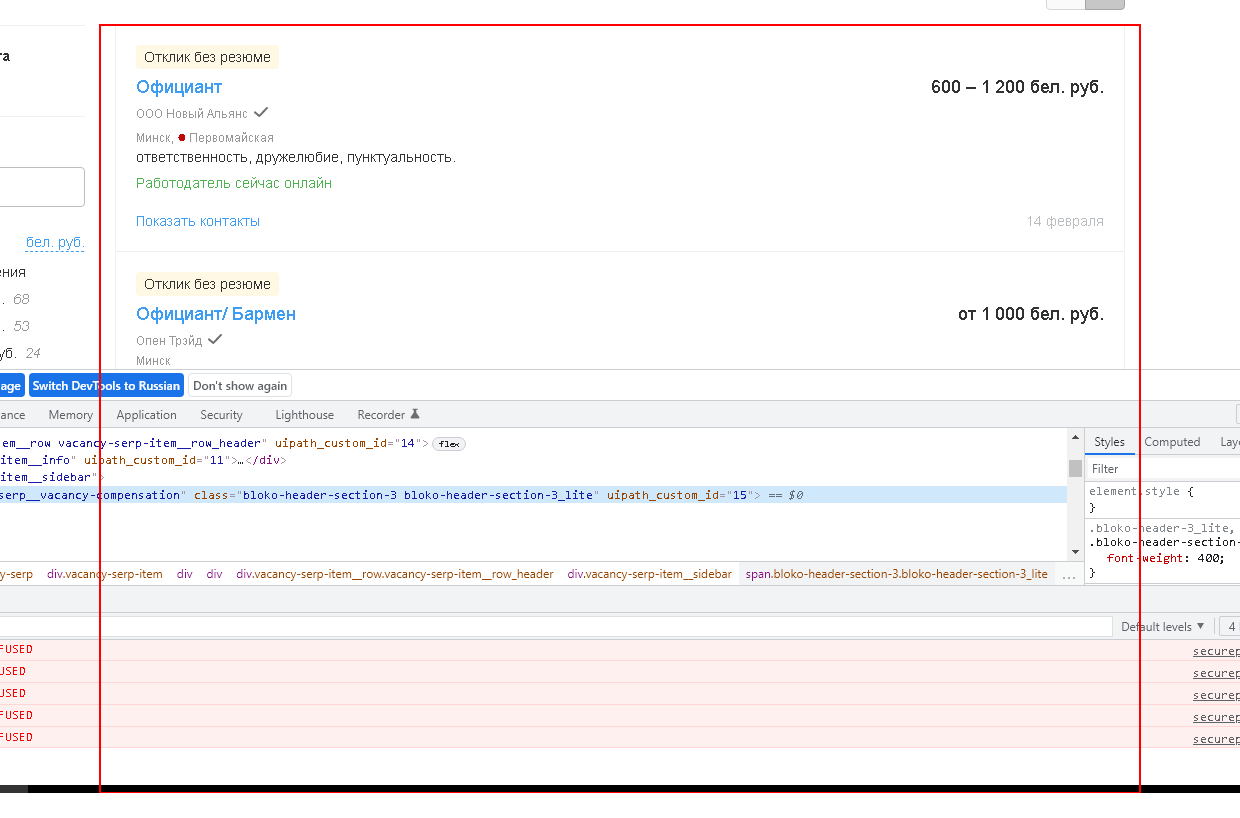 га
Отклик без резюме
Официант
600 – 1 200 бел. руб.
ООО Новый Альянс
Минск, Первомайская
ответственность, дружелюбие, пунктуальность.
Работодатель сейчас онлайн
Показать контакты
14 февраля
бел. руб.
ения
. 68
. 53
уб. 24
Отклик без резюме
Официант/ Бармен
от 1 000 бел. руб.
Опен Трэйд
Минск
age Switch DevTools to Russian Don't show again
ance Memory Application Security Lighthouse Recorder
em__row vacancy-serp-item__row_header" uipath_custom_id="14"> flex
item__info" uipath_custom_id="11">…</div>
item__sidebar">
serp__vacancy-compensation" class="bloko-header-section-3 bloko-header-section-3_lite" uipath_custom_id="15"> == $0
Styles Computed Layo
Filter
element.style {
}
.bloko-header-3_lite,
.bloko-header-section-
font-weight: 400;
}
y-serp div.vacancy-serp-item div div div.vacancy-serp-item__row.vacancy-serp-item__row_header div.vacancy-serp-item__sidebar span.bloko-header-section-3.bloko-header-section-3_lite ...
Default levels ▼ 4
FUSED securep
USED securep
USED securep
FUSED securep
FUSED securep